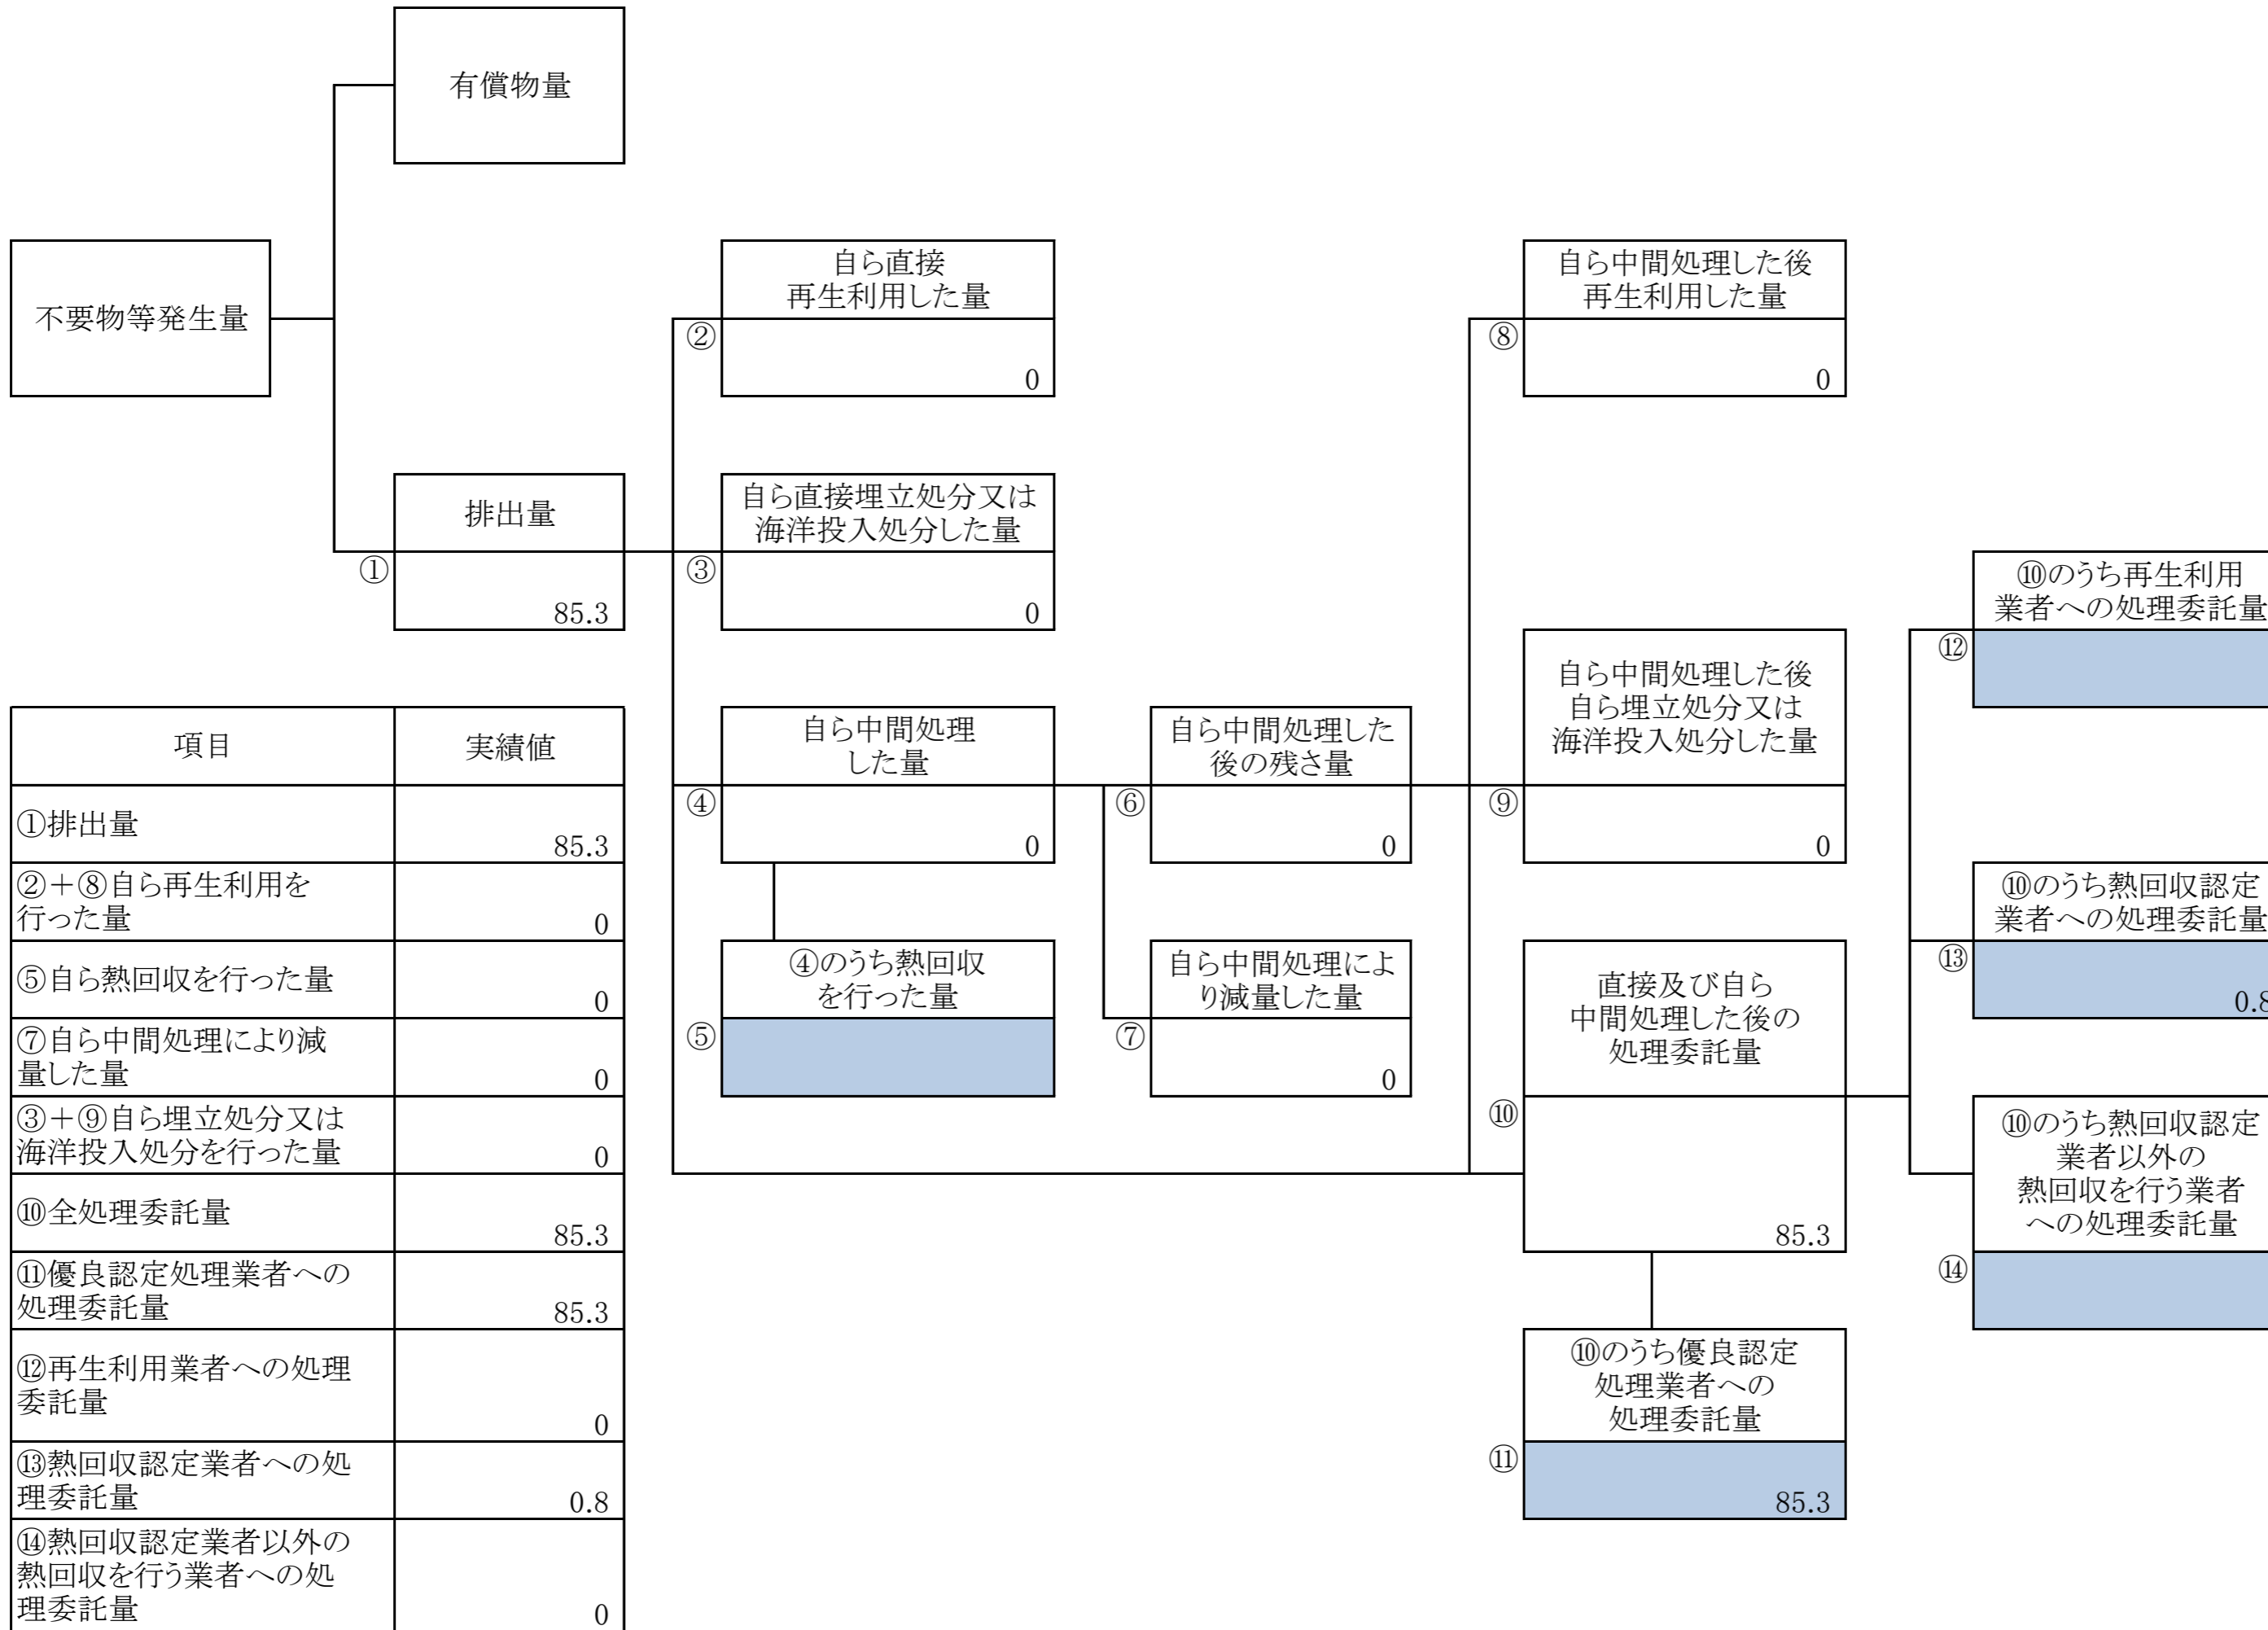 有償物量
不要物等発生量
自ら直接
再生利用した量
②
0
自ら中間処理した後
再生利用した量
⑧
0
排出量
①
85.3
自ら直接埋立処分又は
海洋投入処分した量
③
0
⑩のうち再生利用
業者への処理委託量
⑫
自ら中間処理
した量
④
0
自ら中間処理した
後の残さ量
⑥
0
自ら中間処理した後
自ら埋立処分又は
海洋投入処分した量
⑨
0
⑩のうち熱回収認定
業者への処理委託量
⑬
0.8
④のうち熱回収
を行った量
⑤
自ら中間処理によ
り減量した量
⑦
0
直接及び自ら
中間処理した後の
処理委託量
⑩
85.3
⑩のうち熱回収認定
業者以外の
熱回収を行う業者
への処理委託量
⑭
⑩のうち優良認定
処理業者への
処理委託量
⑪
85.3
項目 実績値
①排出量
85.3
②＋⑧自ら再生利用を
行った量 0
⑤自ら熱回収を行った量
0
⑦自ら中間処理により減
量した量 0
③＋⑨自ら埋立処分又は
海洋投入処分を行った量 0
⑩全処理委託量
85.3
⑪優良認定処理業者への
処理委託量 85.3
⑫再生利用業者への処理
委託量
0
⑬熱回収認定業者への処
理委託量 0.8
⑭熱回収認定業者以外の
熱回収を行う業者への処
理委託量 0